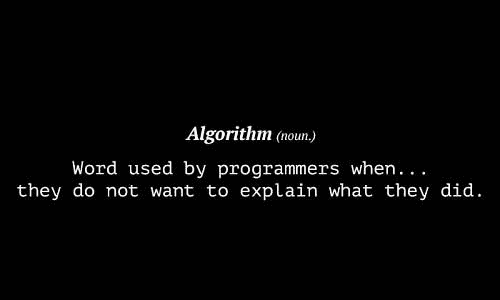 Algorithm (noun.)
Word used by programmers when...
they do not want to explain what they did.